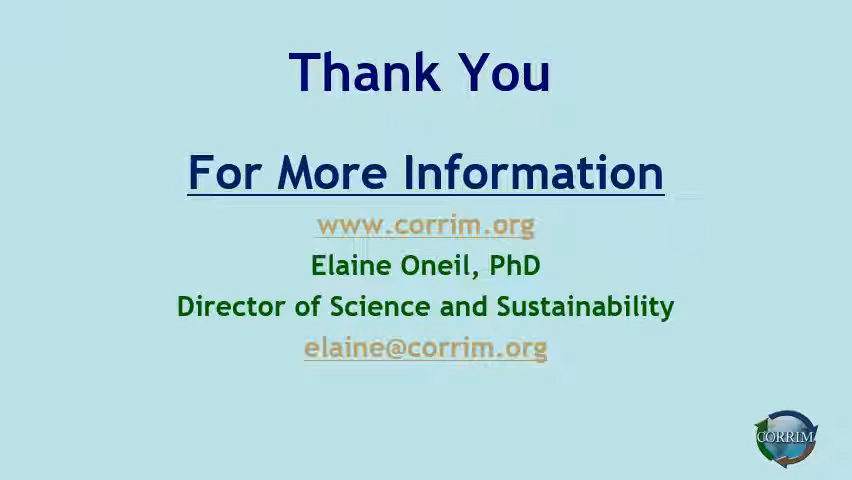 Thank You
For More Information
www.corrim.org
Elaine Oneil, PhD
Director of Science and Sustainability
elaine@corrim.org
CORRIM